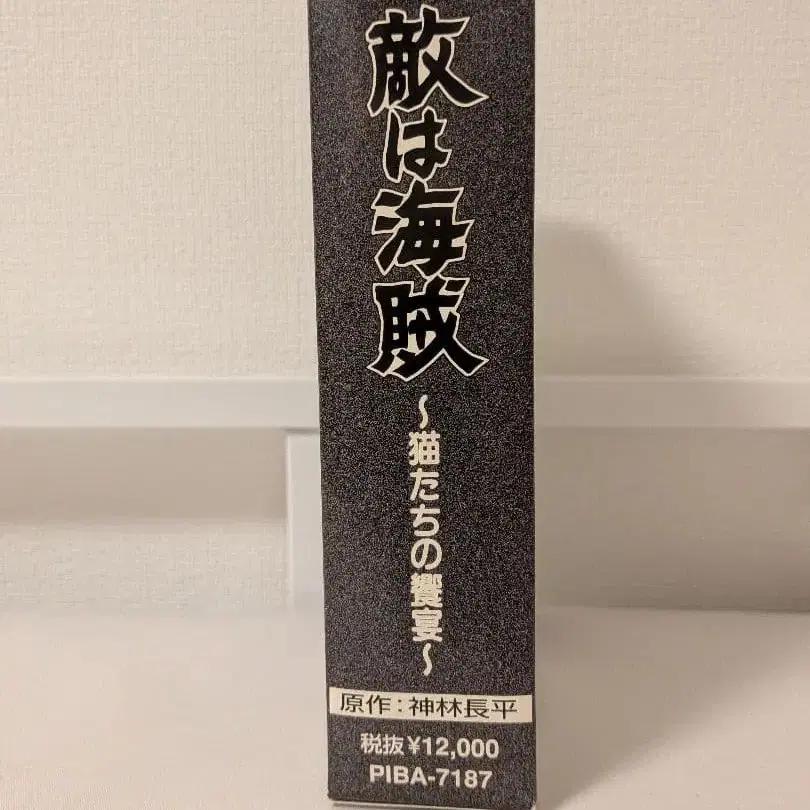 敵は海賊
～猫たちの饗宴～
原作：神林長平
税抜¥12,000
PIBA-7187